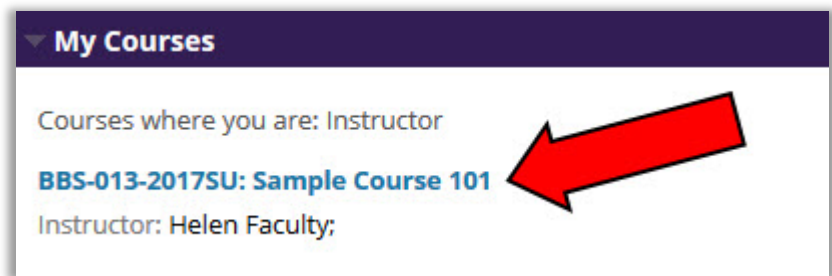 My Courses
Courses where you are: Instructor
BBS-013-2017SU: Sample Course 101
Instructor: Helen Faculty;